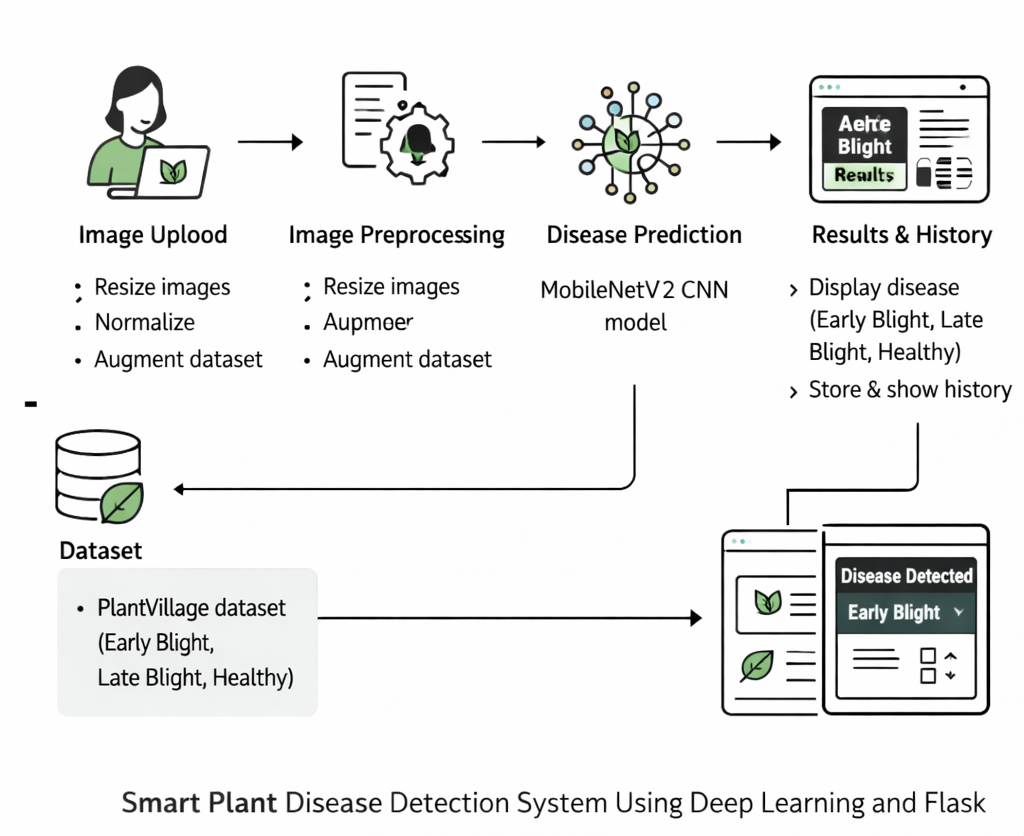 Aehre
Blight
Results
Image Uplood
Image Preprocessing
Disease Prediction
Results & History
Resize images
Normalize
Augment dataset
Resize images
Aupmoer
Augment dataset
MobileNetV2 CNN
model
Display disease
(Early Blight, Late
Blight, Healthy)
Store & show history
Dataset
PlantVillage dataset
(Early Blight,
Late Blight, Healthy)
Disease Detected
Early Blight
Smart Plant Disease Detection System Using Deep Learning and Flask